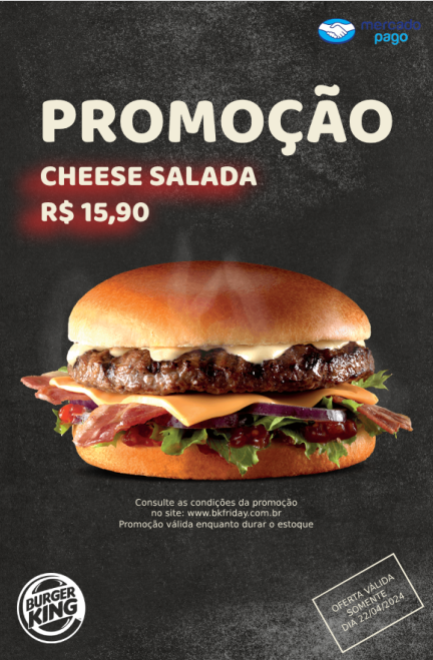 mercado
pago
PROMOÇÃO
CHEESE SALADA
R$ 15,90
Consulte as condições da promoção
no site: www.bkfriday.com.br
Promoção válida enquanto durar o estoque
BURGER
KING
OFERTA VÁLIDA
SOMENTE
DIA 22/04/2024